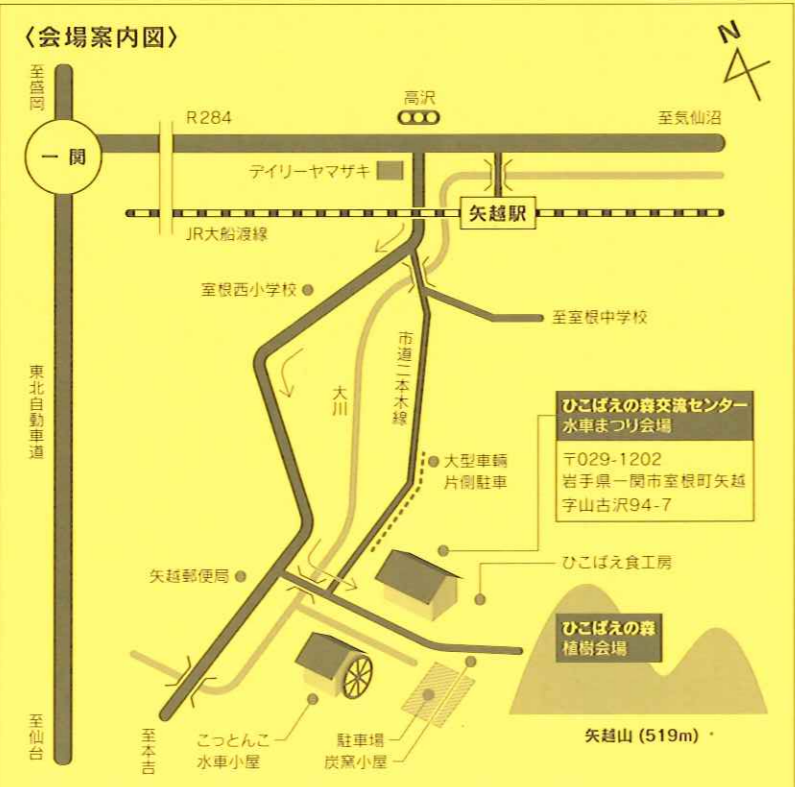 〈会場案内図〉
N
至盛岡
高沢
R284
至気仙沼
一関
デイリーヤマザキ
矢越駅
JR大船渡線
室根西小学校
至室根中学校
市道二本木線
大川
東北自動車道
ひこばえの森交流センター
水車まつり会場
〒029-1202
岩手県一関市室根町矢越
字山古沢94-7
大型車輛
片側駐車
ひこばえ食工房
矢越郵便局
ひこばえの森
植樹会場
至仙台
至本吉
こっとんこ
水車小屋
駐車場
炭窯小屋
矢越山 (519m)